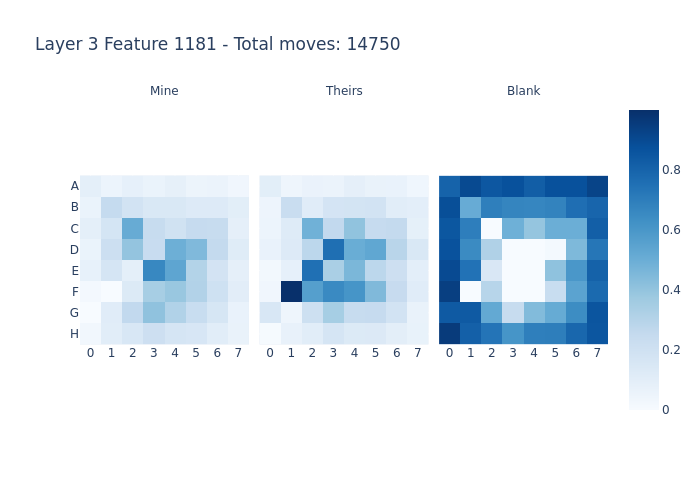 Layer 3 Feature 1181 - Total moves: 14750
Mine Theirs Blank
A
B
C
D
E
F
G
H
0 1 2 3 4 5 6 7 0 1 2 3 4 5 6 7 0 1 2 3 4 5 6 7
0.8
0.6
0.4
0.2
0